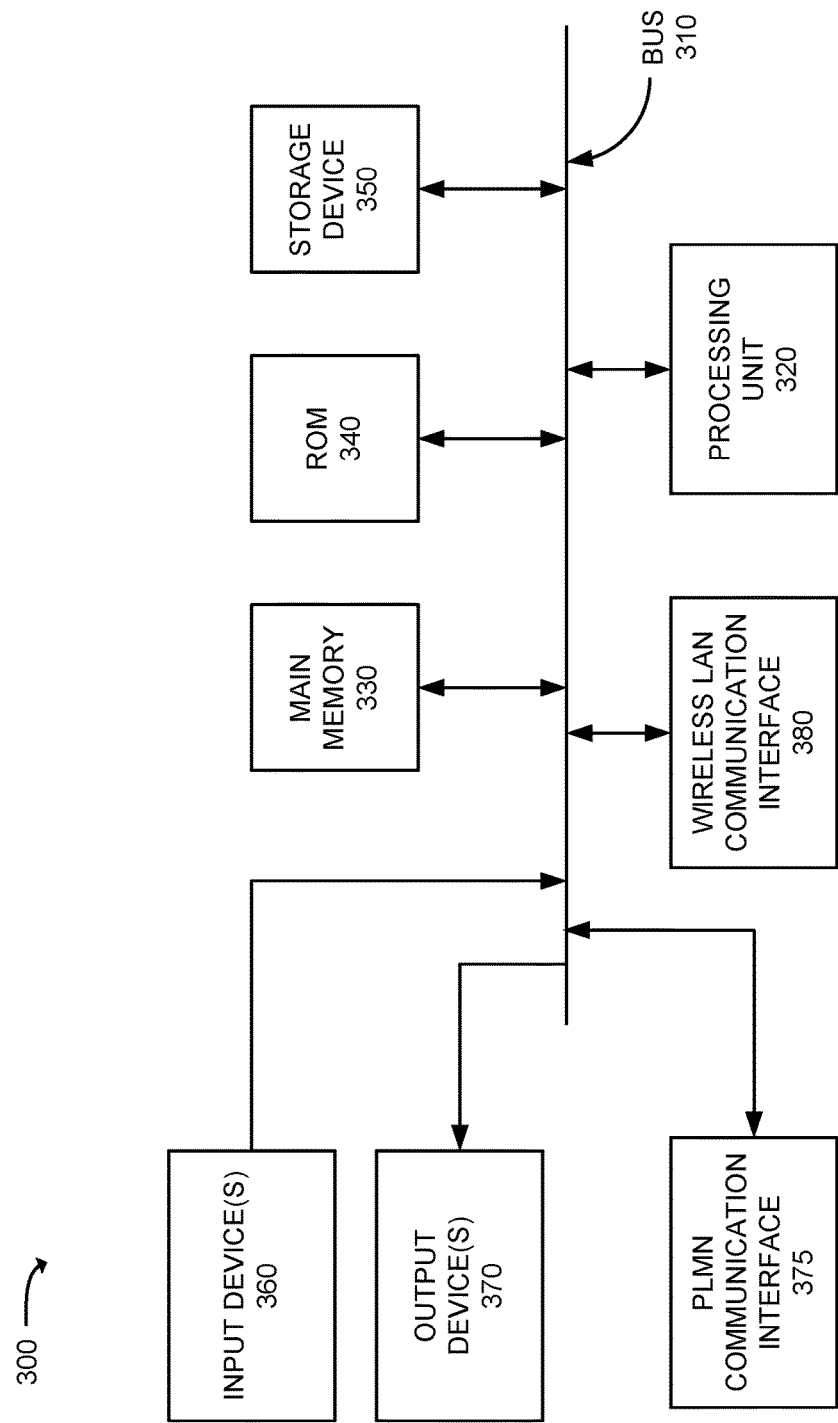 300
INPUT DEVICE(S)
360
MAIN
MEMORY
330
ROM
340
STORAGE
DEVICE
350
OUTPUT
DEVICE(S)
370
BUS
310
PLMN
COMMUNICATION
INTERFACE
375
WIRELESS LAN
COMMUNICATION
INTERFACE
380
PROCESSING
UNIT
320